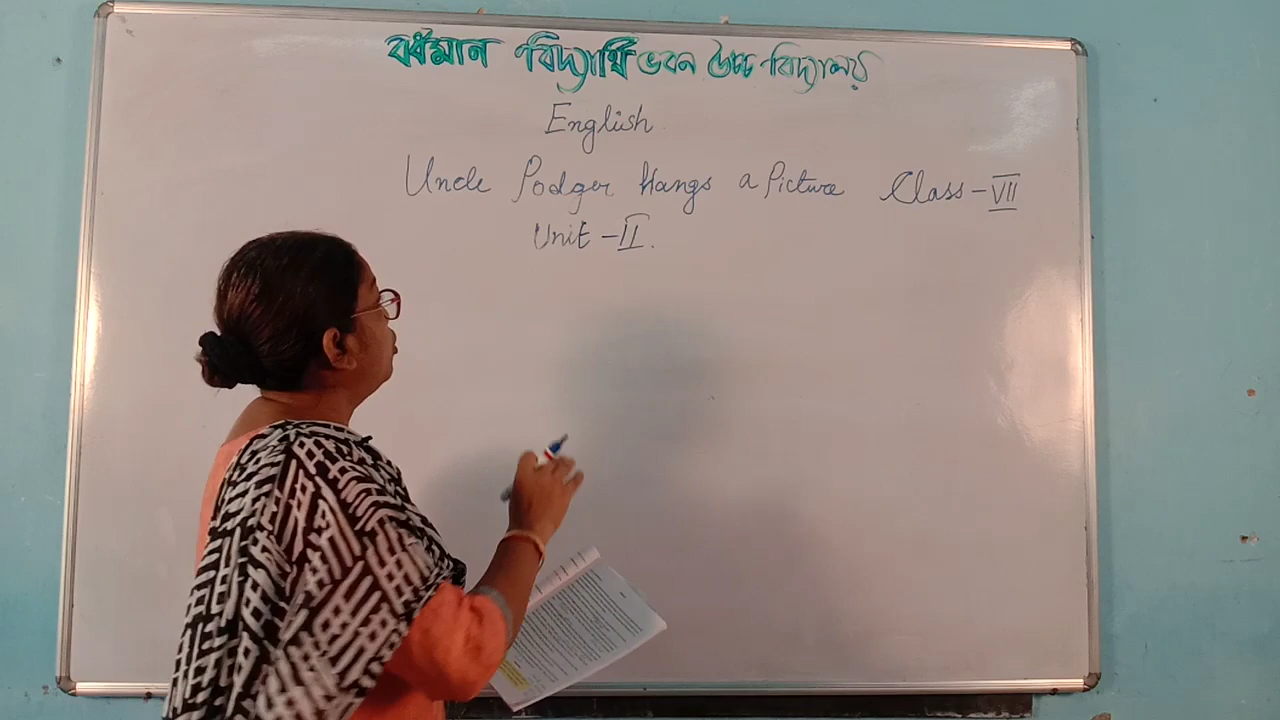 বর্ধমান বিদ্যার্থি ভবন উচ্চ বিদ্যালয়
English
Uncle Podger Hangs a Picture Class - VII
Unit - II.